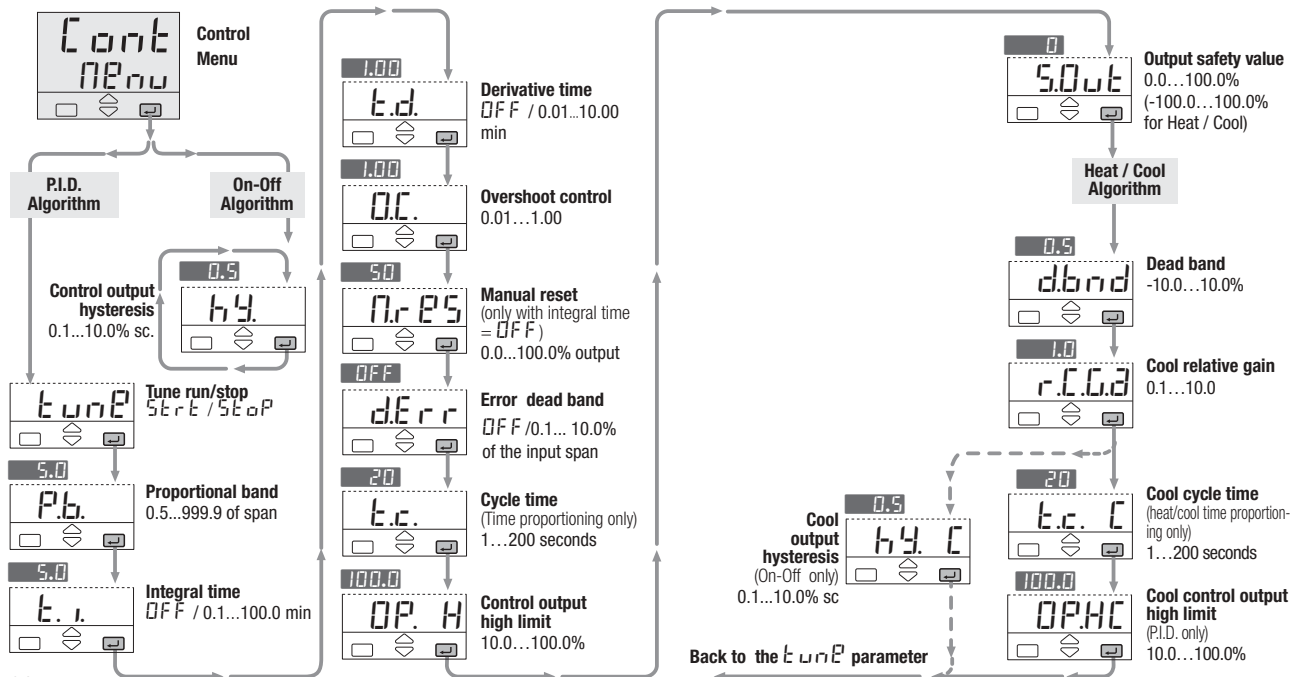 Cont
MEnu
Control
Menu
P.I.D.
Algorithm
On-Off
Algorithm
0.5
hy.
Control output
hysteresis
0.1...10.0% sc.
tunE
Tune run/stop
Strt / StoP
5.0
P.b.
Proportional band
0.5...999.9 of span
5.0
t.i.
Integral time
OFF / 0.1...100.0 min
1.00
t.d.
Derivative time
OFF / 0.01...10.00
min
1.00
O.C.
Overshoot control
0.01…1.00
50
M.rES
Manual reset
(only with integral time
= OFF)
0.0...100.0% output
OFF
d.Err
Error dead band
OFF/0.1... 10.0%
of the input span
20
t.c.
Cycle time
(Time proportioning only)
1…200 seconds
100.0
OP. H
Control output
high limit
10.0…100.0%
0
S.Out
Output safety value
0.0…100.0%
(-100.0…100.0%
for Heat / Cool)
Heat / Cool
Algorithm
0.5
d.bnd
Dead band
-10.0…10.0%
1.0
r.C.G.a
Cool relative gain
0.1…10.0
0.5
hy. C
Cool
output
hysteresis
(On-Off only)
0.1...10.0% sc
20
t.c. C
Cool cycle time
(heat/cool time proportion-
ing only)
1…200 seconds
100.0
OP.HC
Cool control output
high limit
(P.I.D. only)
10.0…100.0%
Back to the tunE parameter